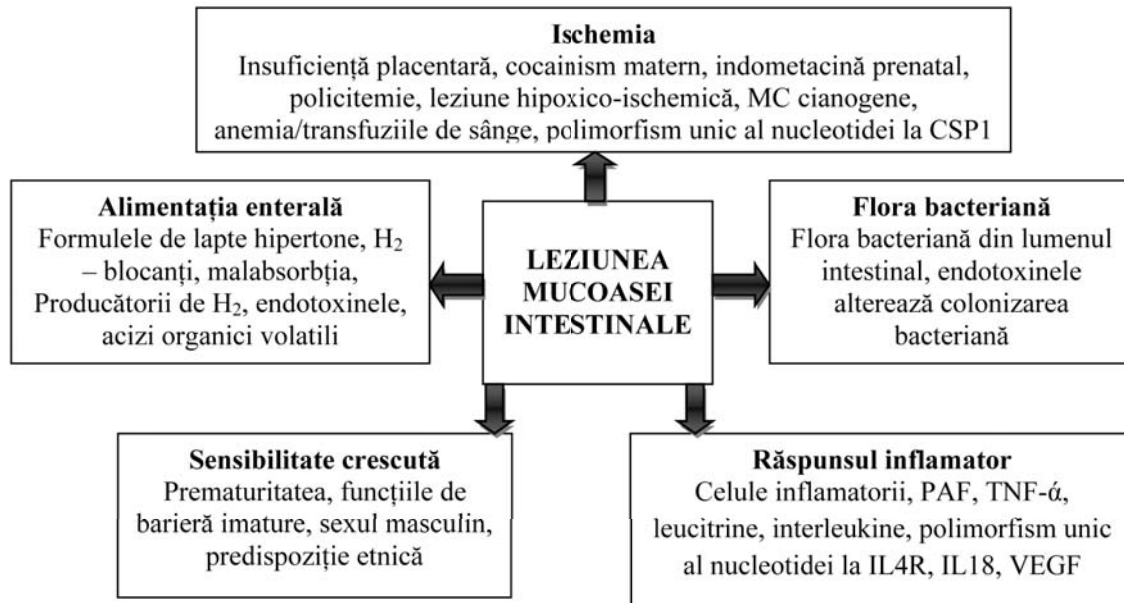 Ischemia
Insuficiență placentară, cocainism matern, indometacină prenatal,
policitemie, leziune hipoxico-ischemică, MC cianogene,
anemia/transfuziile de sânge, polimorfism unic al nucleotidei la CSP1
Alimentația enterală
Formulele de lapte hipertone, H₂
– blocanți, malabsorbția,
Producătorii de H₂, endotoxinele,
acizi organici volatili
LEZIUNEA
MUCOASEI
INTESTINALE
Flora bacteriană
Flora bacteriană din lumenul
intestinal, endotoxinele
alterează colonizarea
bacteriană
Sensibilitate crescută
Prematuritatea, funcțiile de
barieră imature, sexul masculin,
predispoziție etnică
Răspunsul inflamator
Celule inflamatorii, PAF, TNF-ά,
leucitrine, interleukine, polimorfism unic
al nucleotidei la IL4R, IL18, VEGF